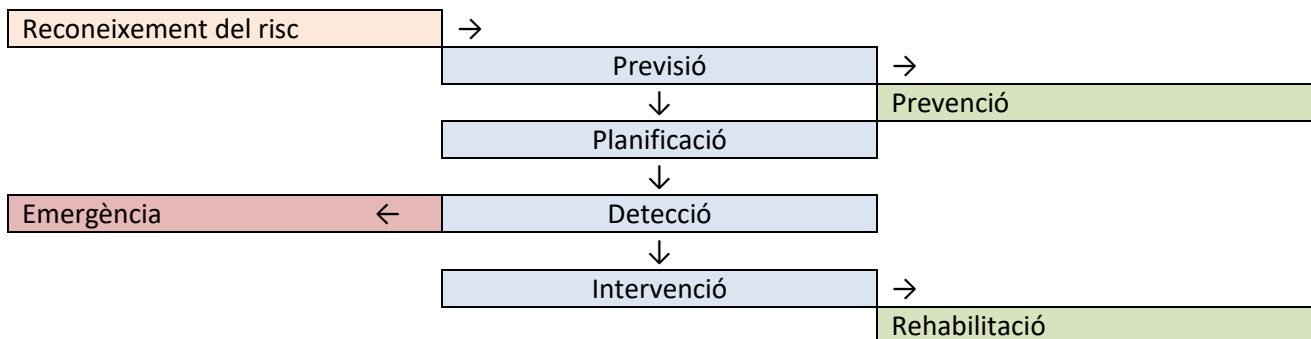 Reconeixement del risc →
Previsió →
↓ Prevenció
Planificació
↓
Emergència ← Detecció
↓
Intervenció →
Rehabilitació